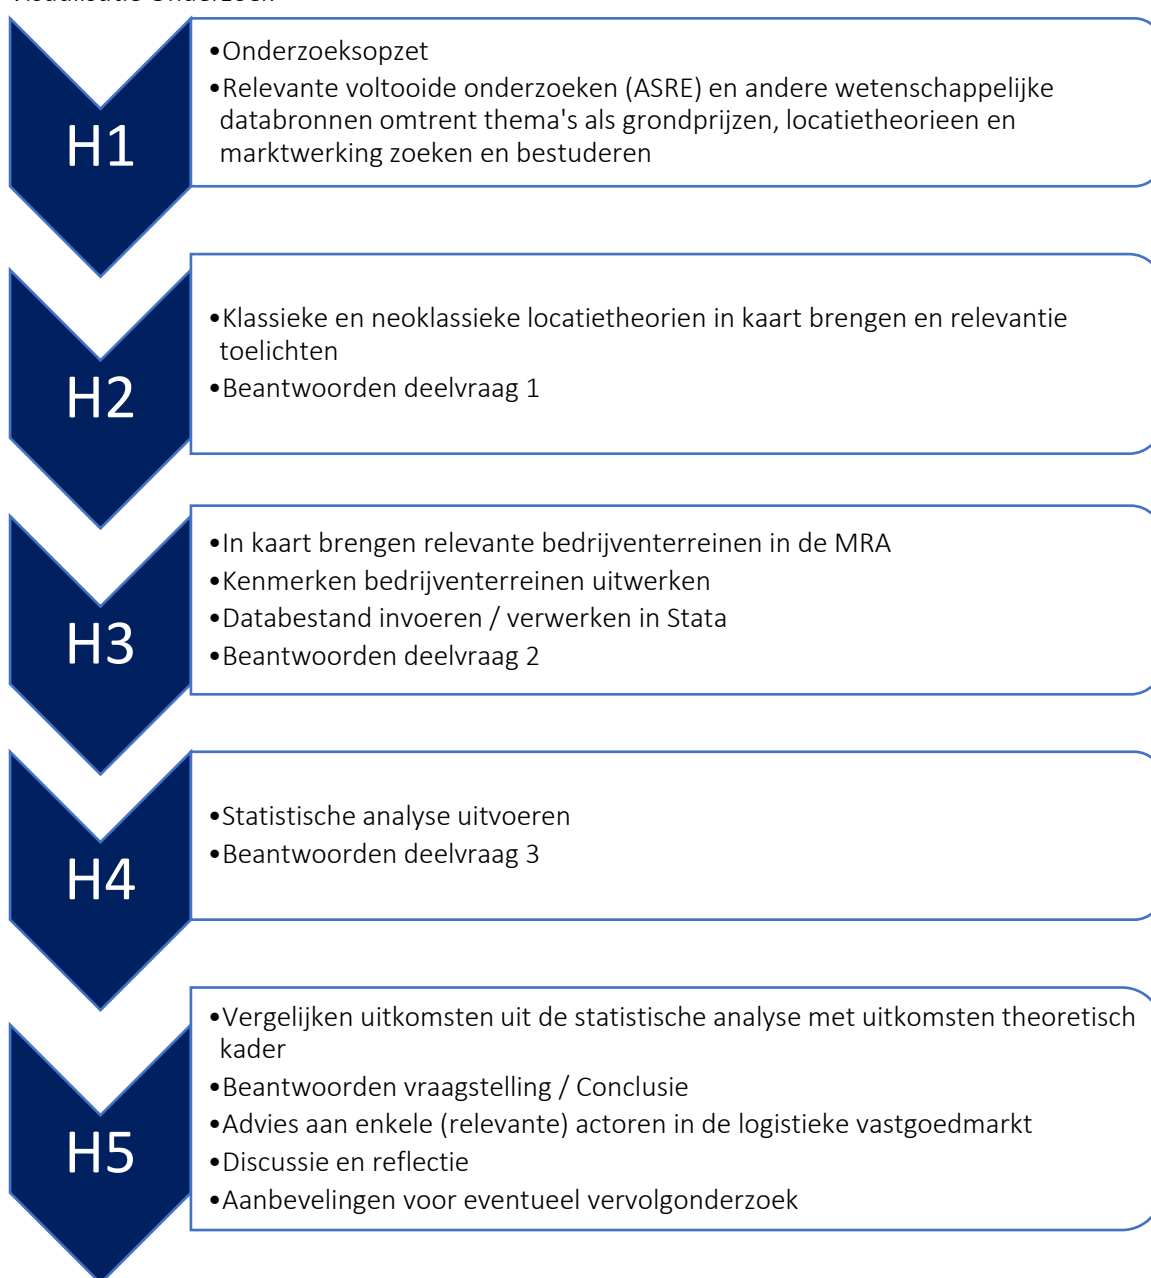 Visualisatie Onderzoek
H1
•Onderzoeksopzet
•Relevante voltooide onderzoeken (ASRE) en andere wetenschappelijke
databronnen omtrent thema's als grondprijzen, locatietheorieen en
marktwerking zoeken en bestuderen
H2
•Klassieke en neoklassieke locatietheorien in kaart brengen en relevantie
toelichten
•Beantwoorden deelvraag 1
H3
•In kaart brengen relevante bedrijventerreinen in de MRA
•Kenmerken bedrijventerreinen uitwerken
•Databestand invoeren / verwerken in Stata
•Beantwoorden deelvraag 2
H4
•Statistische analyse uitvoeren
•Beantwoorden deelvraag 3
H5
•Vergelijken uitkomsten uit de statistische analyse met uitkomsten theoretisch
kader
•Beantwoorden vraagstelling / Conclusie
•Advies aan enkele (relevante) actoren in de logistieke vastgoedmarkt
•Discussie en reflectie
•Aanbevelingen voor eventueel vervolgonderzoek